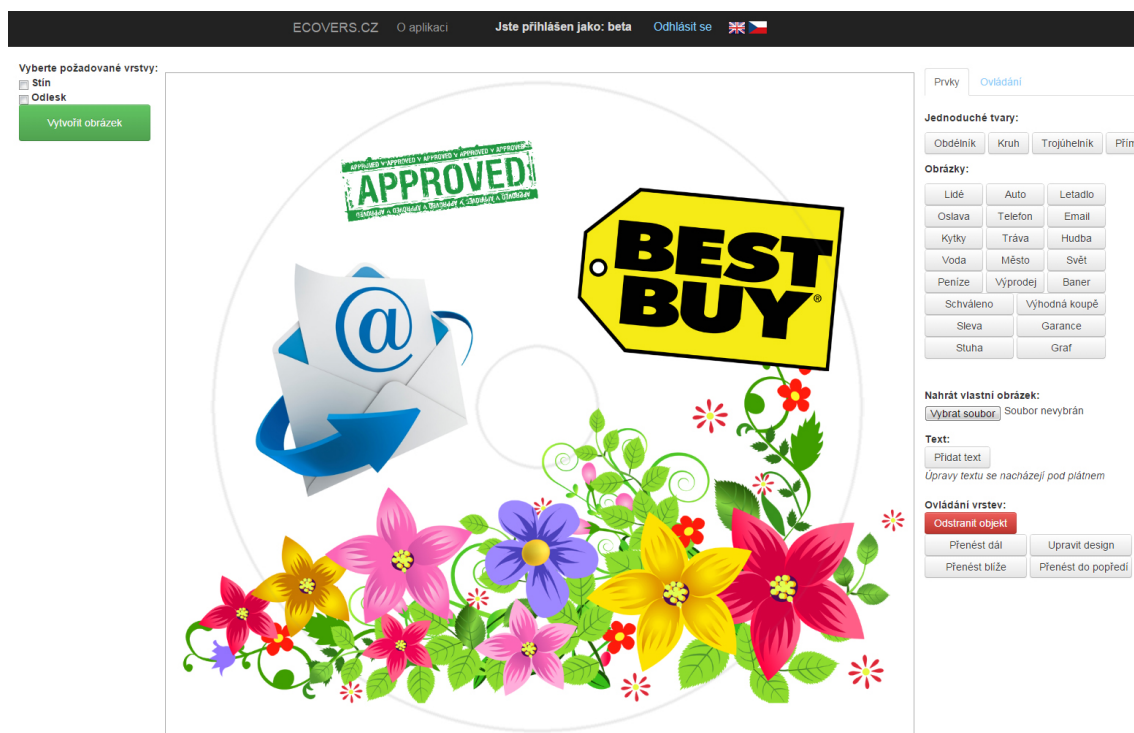 ECOVERS.CZ O aplikaci Jste přihlášen jako: beta Odhlásit se
Vyberte požadované vrstvy:
Stín
Odlesk
Vytvořit obrázek
APPROVED
BEST
BUY®
@
Prvky Ovládání
Jednoduché tvary:
Obdélník Kruh Trojúhelník Přím
Obrázky:
Lidé Auto Letadlo
Oslava Telefon Email
Kytky Tráva Hudba
Voda Město Svět
Peníze Výprodej Baner
Schváleno Výhodná koupě
Sleva Garance
Stuha Graf
Nahrát vlastní obrázek:
Vybrat soubor Soubor nevybrán
Text:
Přidat text
Úpravy textu se nacházejí pod plátnem
Ovládání vrstev:
Odstranit objekt
Přenést dál Upravit design
Přenést blíže Přenést do popředí